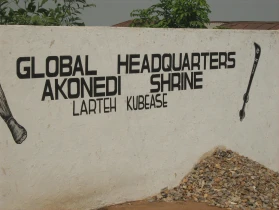 GLOBAL HEADQUARTERS
AKONEDI SHRINE
LARTEH KUBEASE